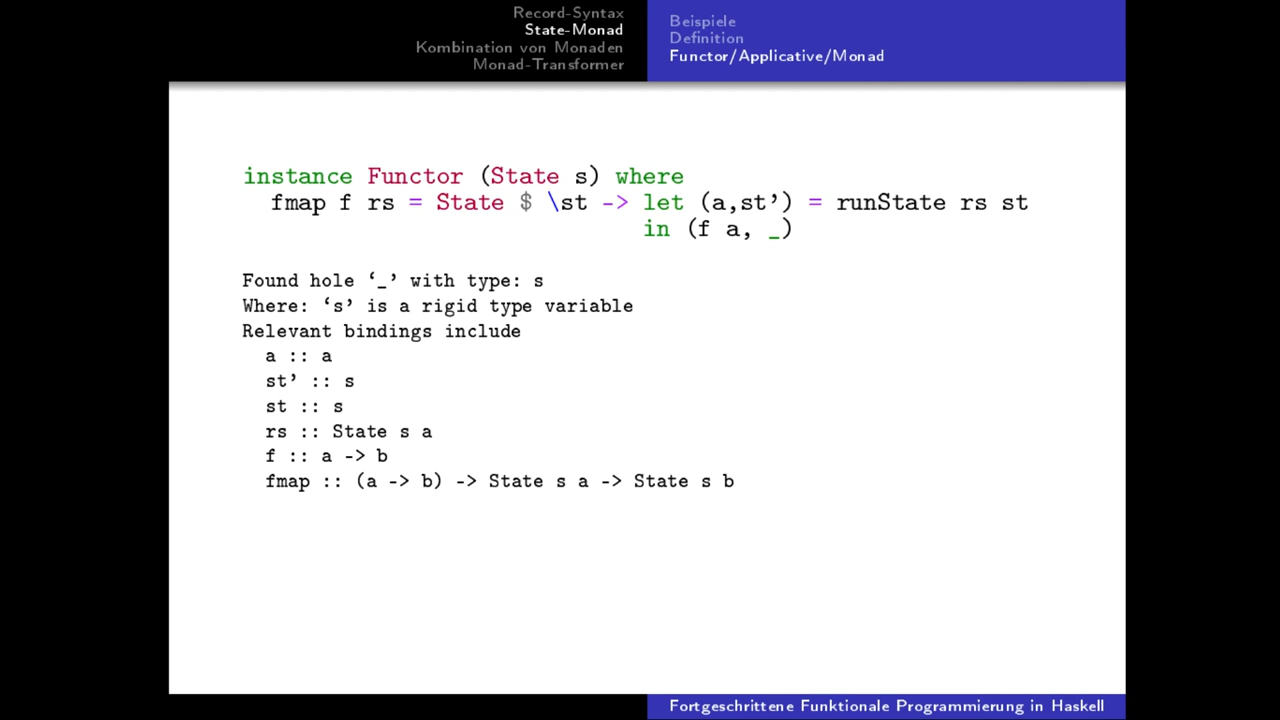 Record-Syntax
State-Monad
Kombination von Monaden
Monad-Transformer
Beispiele
Definition
Functor/Applicative/Monad
instance Functor (State s) where
fmap f rs = State $ \st -> let (a,st’) = runState rs st
in (f a, _)
Found hole ‘_’ with type: s
Where: ‘s’ is a rigid type variable
Relevant bindings include
a :: a
st’ :: s
st :: s
rs :: State s a
f :: a -> b
fmap :: (a -> b) -> State s a -> State s b
Fortgeschrittene Funktionale Programmierung in Haskell